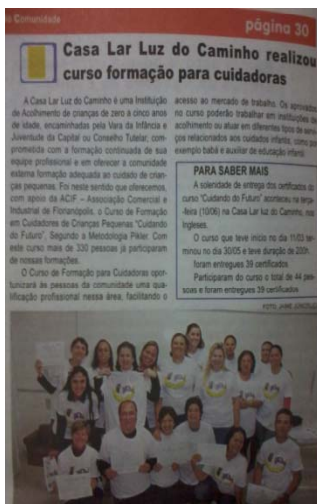 da Comunidade
página 30
Casa Lar Luz do Caminho realizou
curso formação para cuidadores
A Casa Lar Luz do Caminho é uma Instituição
de Acolhimento de crianças de zero a cinco anos
de idade, encaminhadas pela Vara da Infância e
Juventude da Capital ou Conselho Tutelar, com-
prometida com a formação continuada de sua
equipe profissional e em oferecer a comunidade
externa formação adequada ao cuidado de crian-
ças pequenas. Foi neste sentido que oferecemos,
com apoio da ACIF – Associação Comercial e
Industrial de Florianópolis, o Curso de Formação
em Cuidadores de Crianças Pequenas "Cuidando
do Futuro", Segundo a Metodologia Pikler. Com
este curso mais de 330 pessoas já participaram
de nossas formações.
O Curso de Formação para Cuidadores opor-
tunizará às pessoas da comunidade uma qua-
lificação profissional nessa área, facilitando o
acesso ao mercado de trabalho. Os aprovados
no curso poderão trabalhar em instituições de
acolhimento ou atuar em diferentes tipos de servi-
ços relacionados aos cuidados infantis, como por
exemplo babá e auxiliar de educação infantil.
PARA SABER MAIS
A solenidade de entrega dos certificados do
curso "Cuidando do Futuro" aconteceu na terça-
feira (10/06) na Casa Lar Luz do Caminho, nos
Ingleses.
O curso que teve início no dia 11/03 ter-
minou no dia 30/05 e teve duração de 200h.
foram entregues 39 certificados.
Participaram do curso o total de 44 pes-
soas e foram entregues 39 certificados.